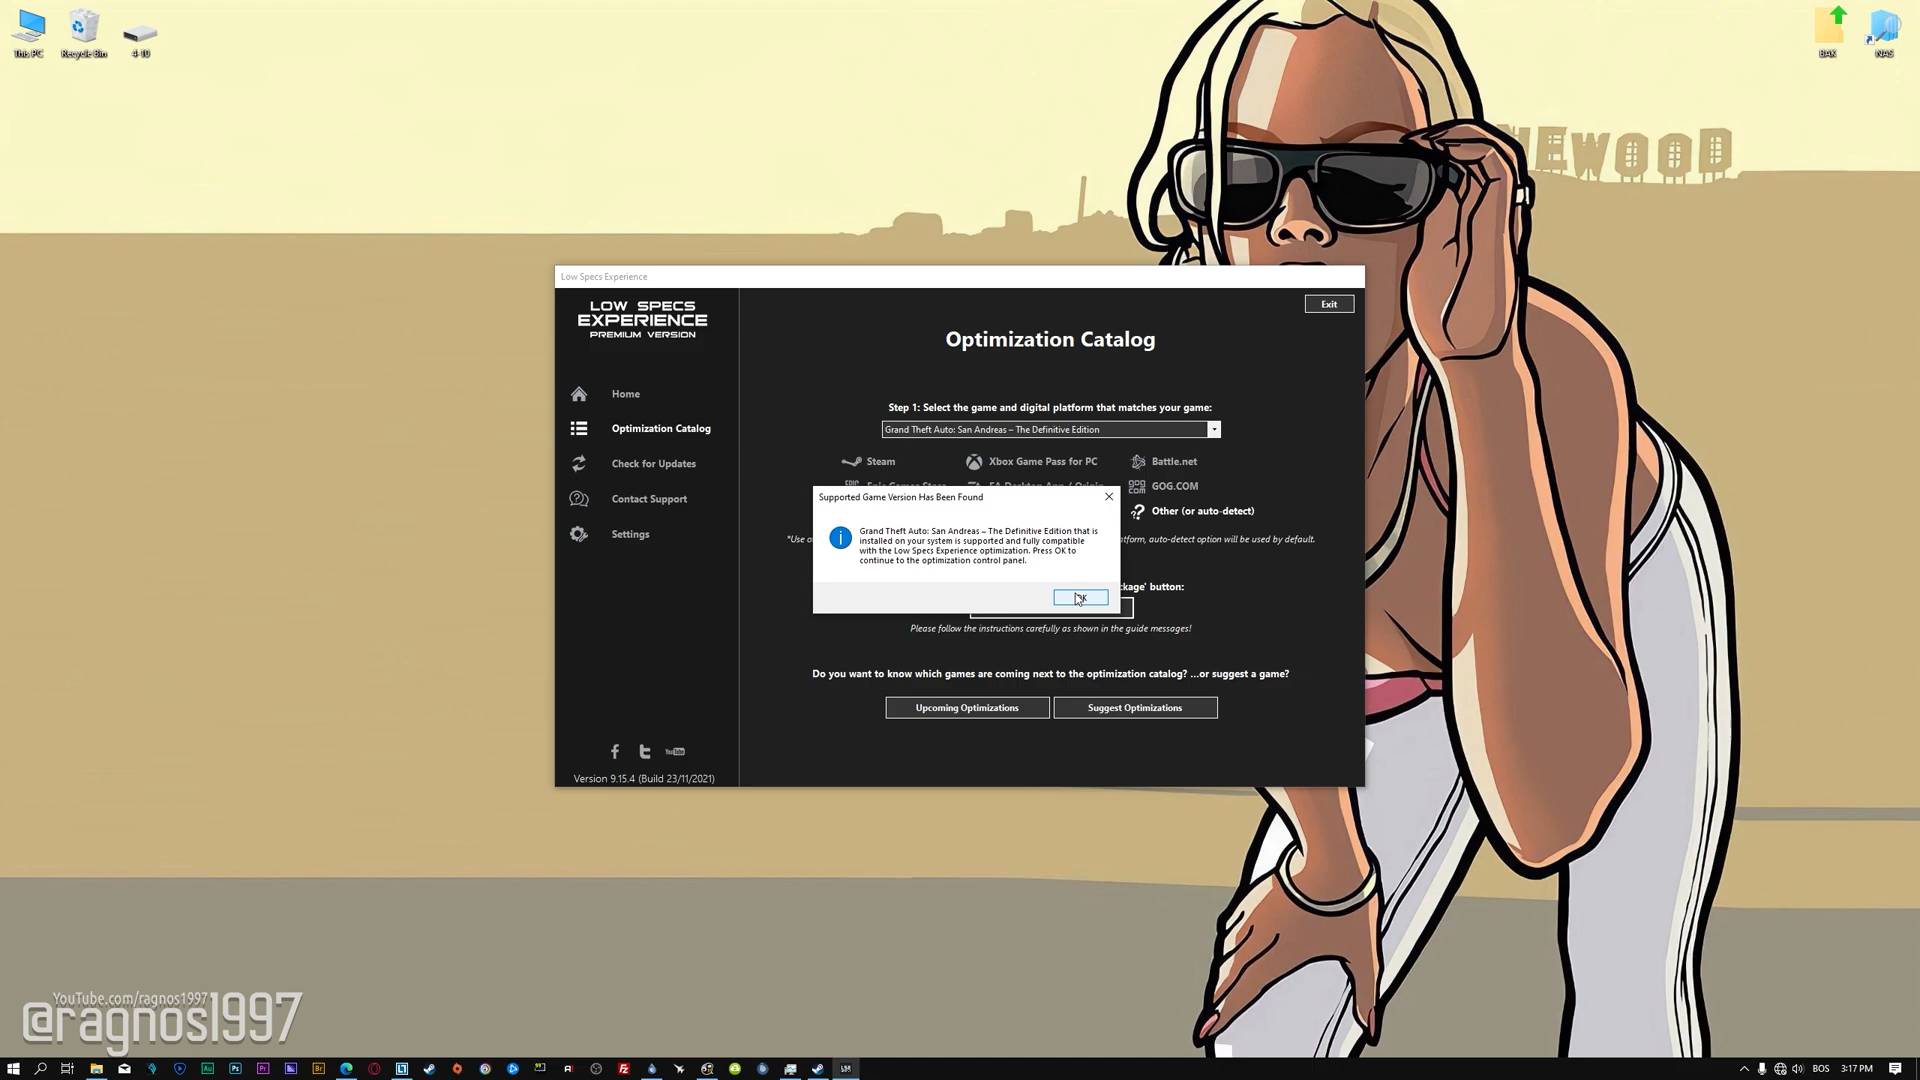 This PC
Recycle Bin
4-10
BAK
NAS
EWOOD
Low Specs Experience
LOW SPECS
EXPERIENCE
PREMIUM VERSION
Exit
Optimization Catalog
Home
Optimization Catalog
Check for Updates
Contact Support
Settings
Step 1: Select the game and digital platform that matches your game:
Grand Theft Auto: San Andreas – The Definitive Edition
Steam
Xbox Game Pass for PC
Battle.net
GOG.COM
Other (or auto-detect)
Supported Game Version Has Been Found
Grand Theft Auto: San Andreas – The Definitive Edition that is
installed on your system is supported and fully compatible
with the Low Specs Experience optimization. Press OK to
continue to the optimization control panel.
*Use o
tform, auto-detect option will be used by default.
ckage' button:
Please follow the instructions carefully as shown in the guide messages!
Do you want to know which games are coming next to the optimization catalog? ...or suggest a game?
Upcoming Optimizations
Suggest Optimizations
Version 9.15.4 (Build 23/11/2021)
YouTube.com/ragnos1997
@ragnos1997
BOS
3:17 PM